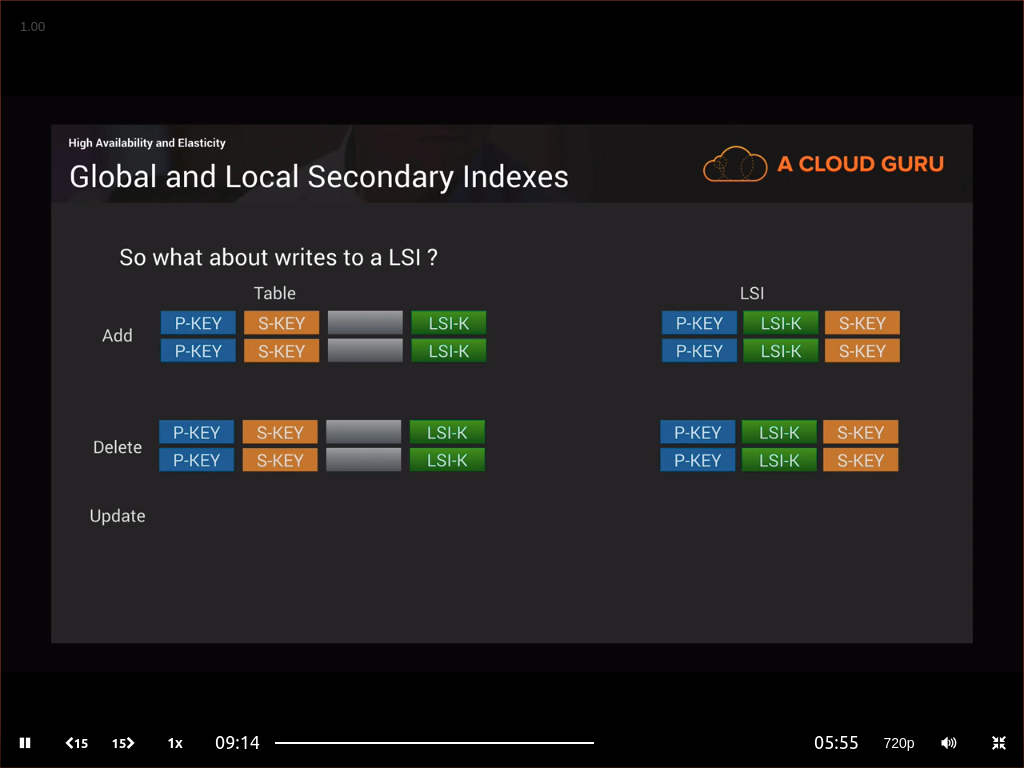 1.00
High Availability and Elasticity
Global and Local Secondary Indexes
A CLOUD GURU
So what about writes to a LSI ?
Table LSI
Add P-KEY S-KEY LSI-K P-KEY LSI-K S-KEY
P-KEY S-KEY LSI-K P-KEY LSI-K S-KEY
Delete P-KEY S-KEY LSI-K P-KEY LSI-K S-KEY
P-KEY S-KEY LSI-K P-KEY LSI-K S-KEY
Update
15 15 1x 09:14 05:55 720p